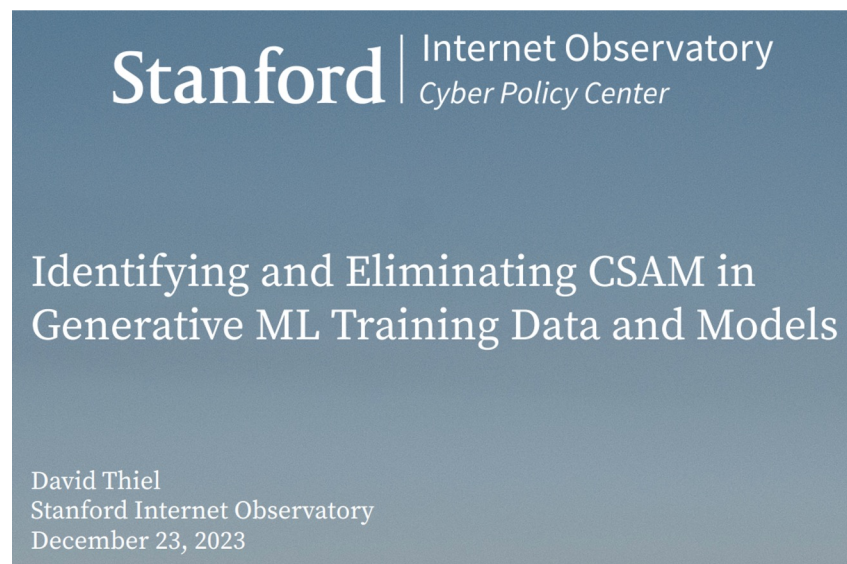 Stanford
Internet Observatory
Cyber Policy Center
Identifying and Eliminating CSAM in
Generative ML Training Data and Models
David Thiel
Stanford Internet Observatory
December 23, 2023